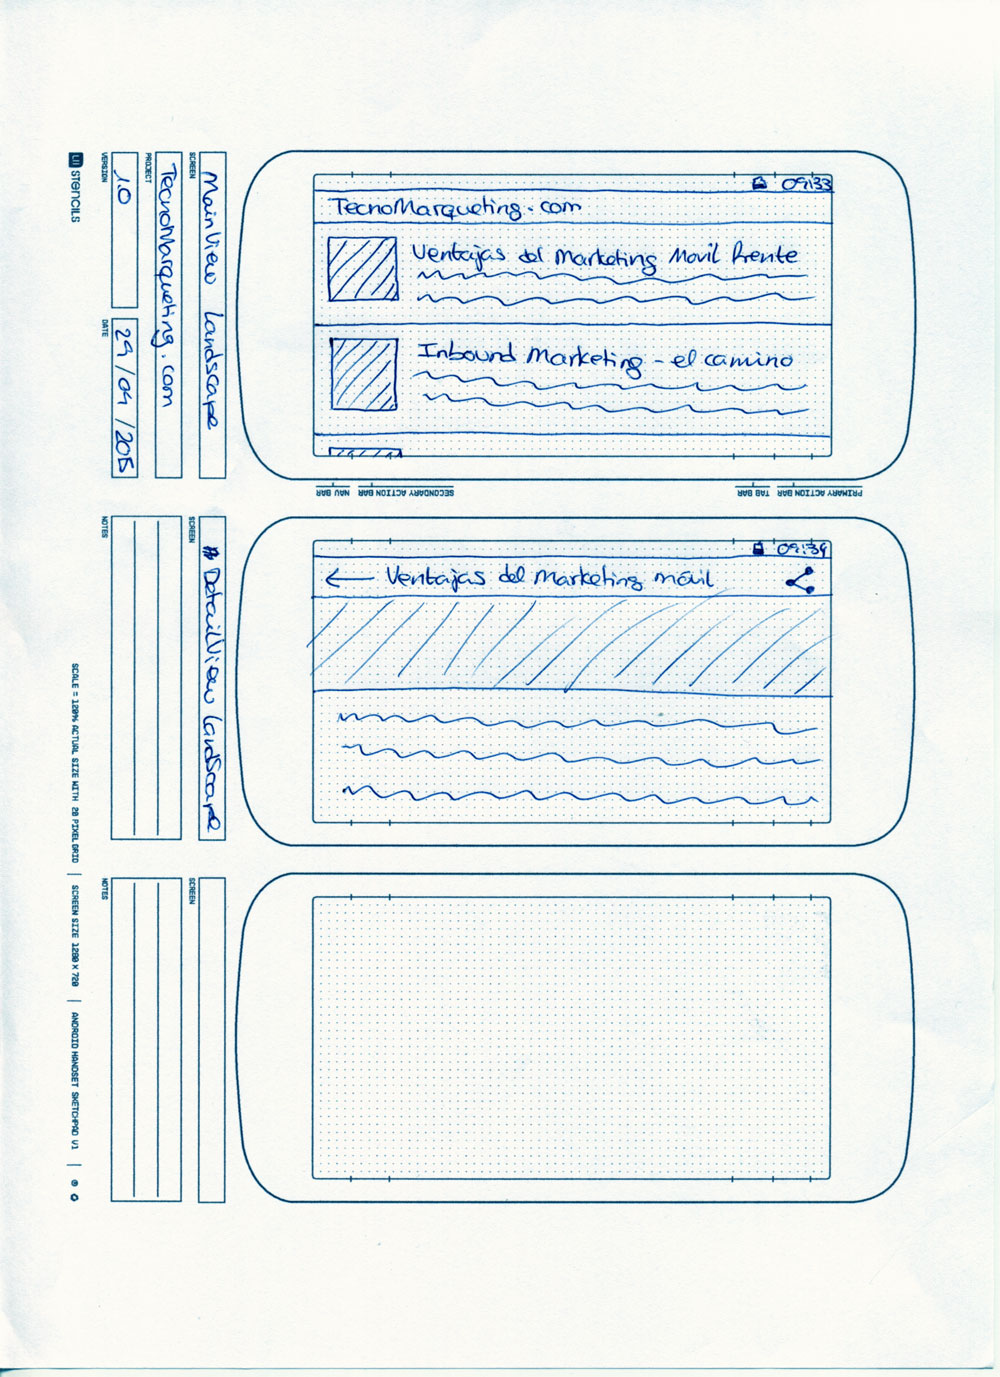 UI STENCILS
VERSION
1.0
DATE
29/04/2015
PROJECT
TecnoMarqueting.com
SCREEN
MainView Landscape
09:33
TecnoMarqueting.com
Ventajas del Marketing Movil frente
Inbound Marketing - el camino
NAV BAR
SECONDARY ACTION BAR
TAB BAR
PRIMARY ACTION BAR
NOTES
SCREEN
DetailView Landscape
09:34
Ventajas del Marketing móvil
NOTES
SCREEN
SCALE = 120% ACTUAL SIZE WITH 20 PIXEL GRID | SCREEN SIZE 1280 X 720 | ANDROID HANDSET SKETCHPAD V1 |